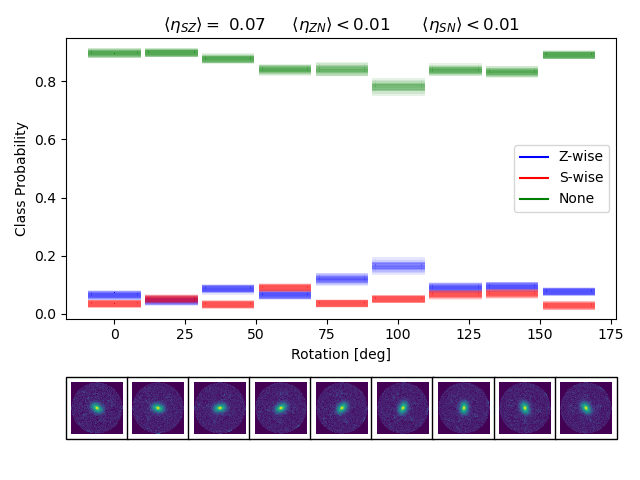 ⟨η_SZ⟩ = 0.07 ⟨η_ZN⟩ < 0.01 ⟨η_SN⟩ < 0.01
Class Probability
0.8
0.6
0.4
0.2
0.0
Z-wise
S-wise
None
0 25 50 75 100 125 150 175
Rotation [deg]